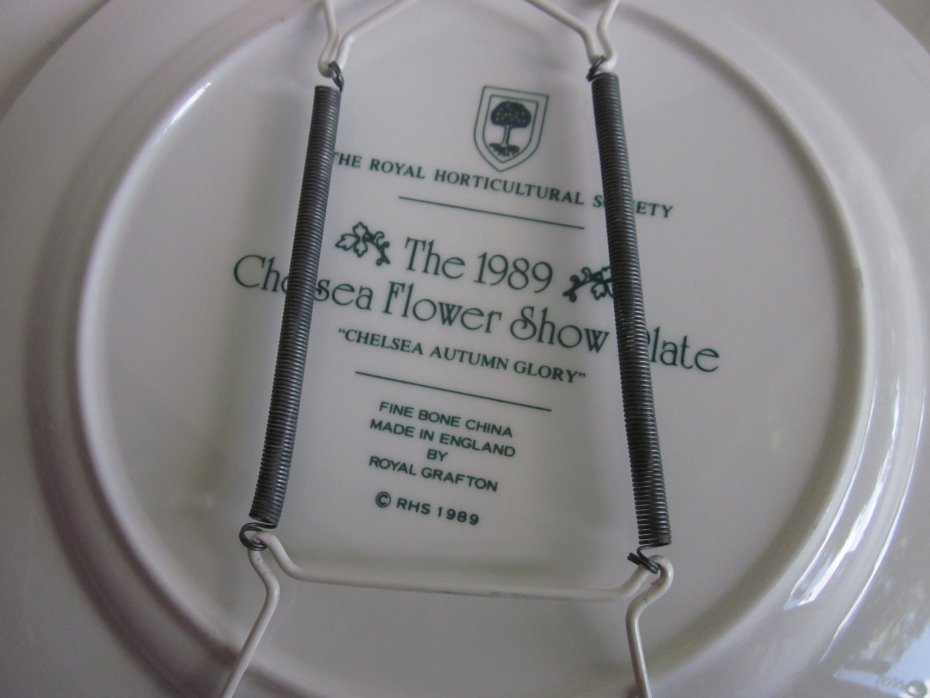 THE ROYAL HORTICULTURAL SOCIETY
The 1989
Chelsea Flower Show Plate
"CHELSEA AUTUMN GLORY"
FINE BONE CHINA
MADE IN ENGLAND
BY
ROYAL GRAFTON
© RHS 1989